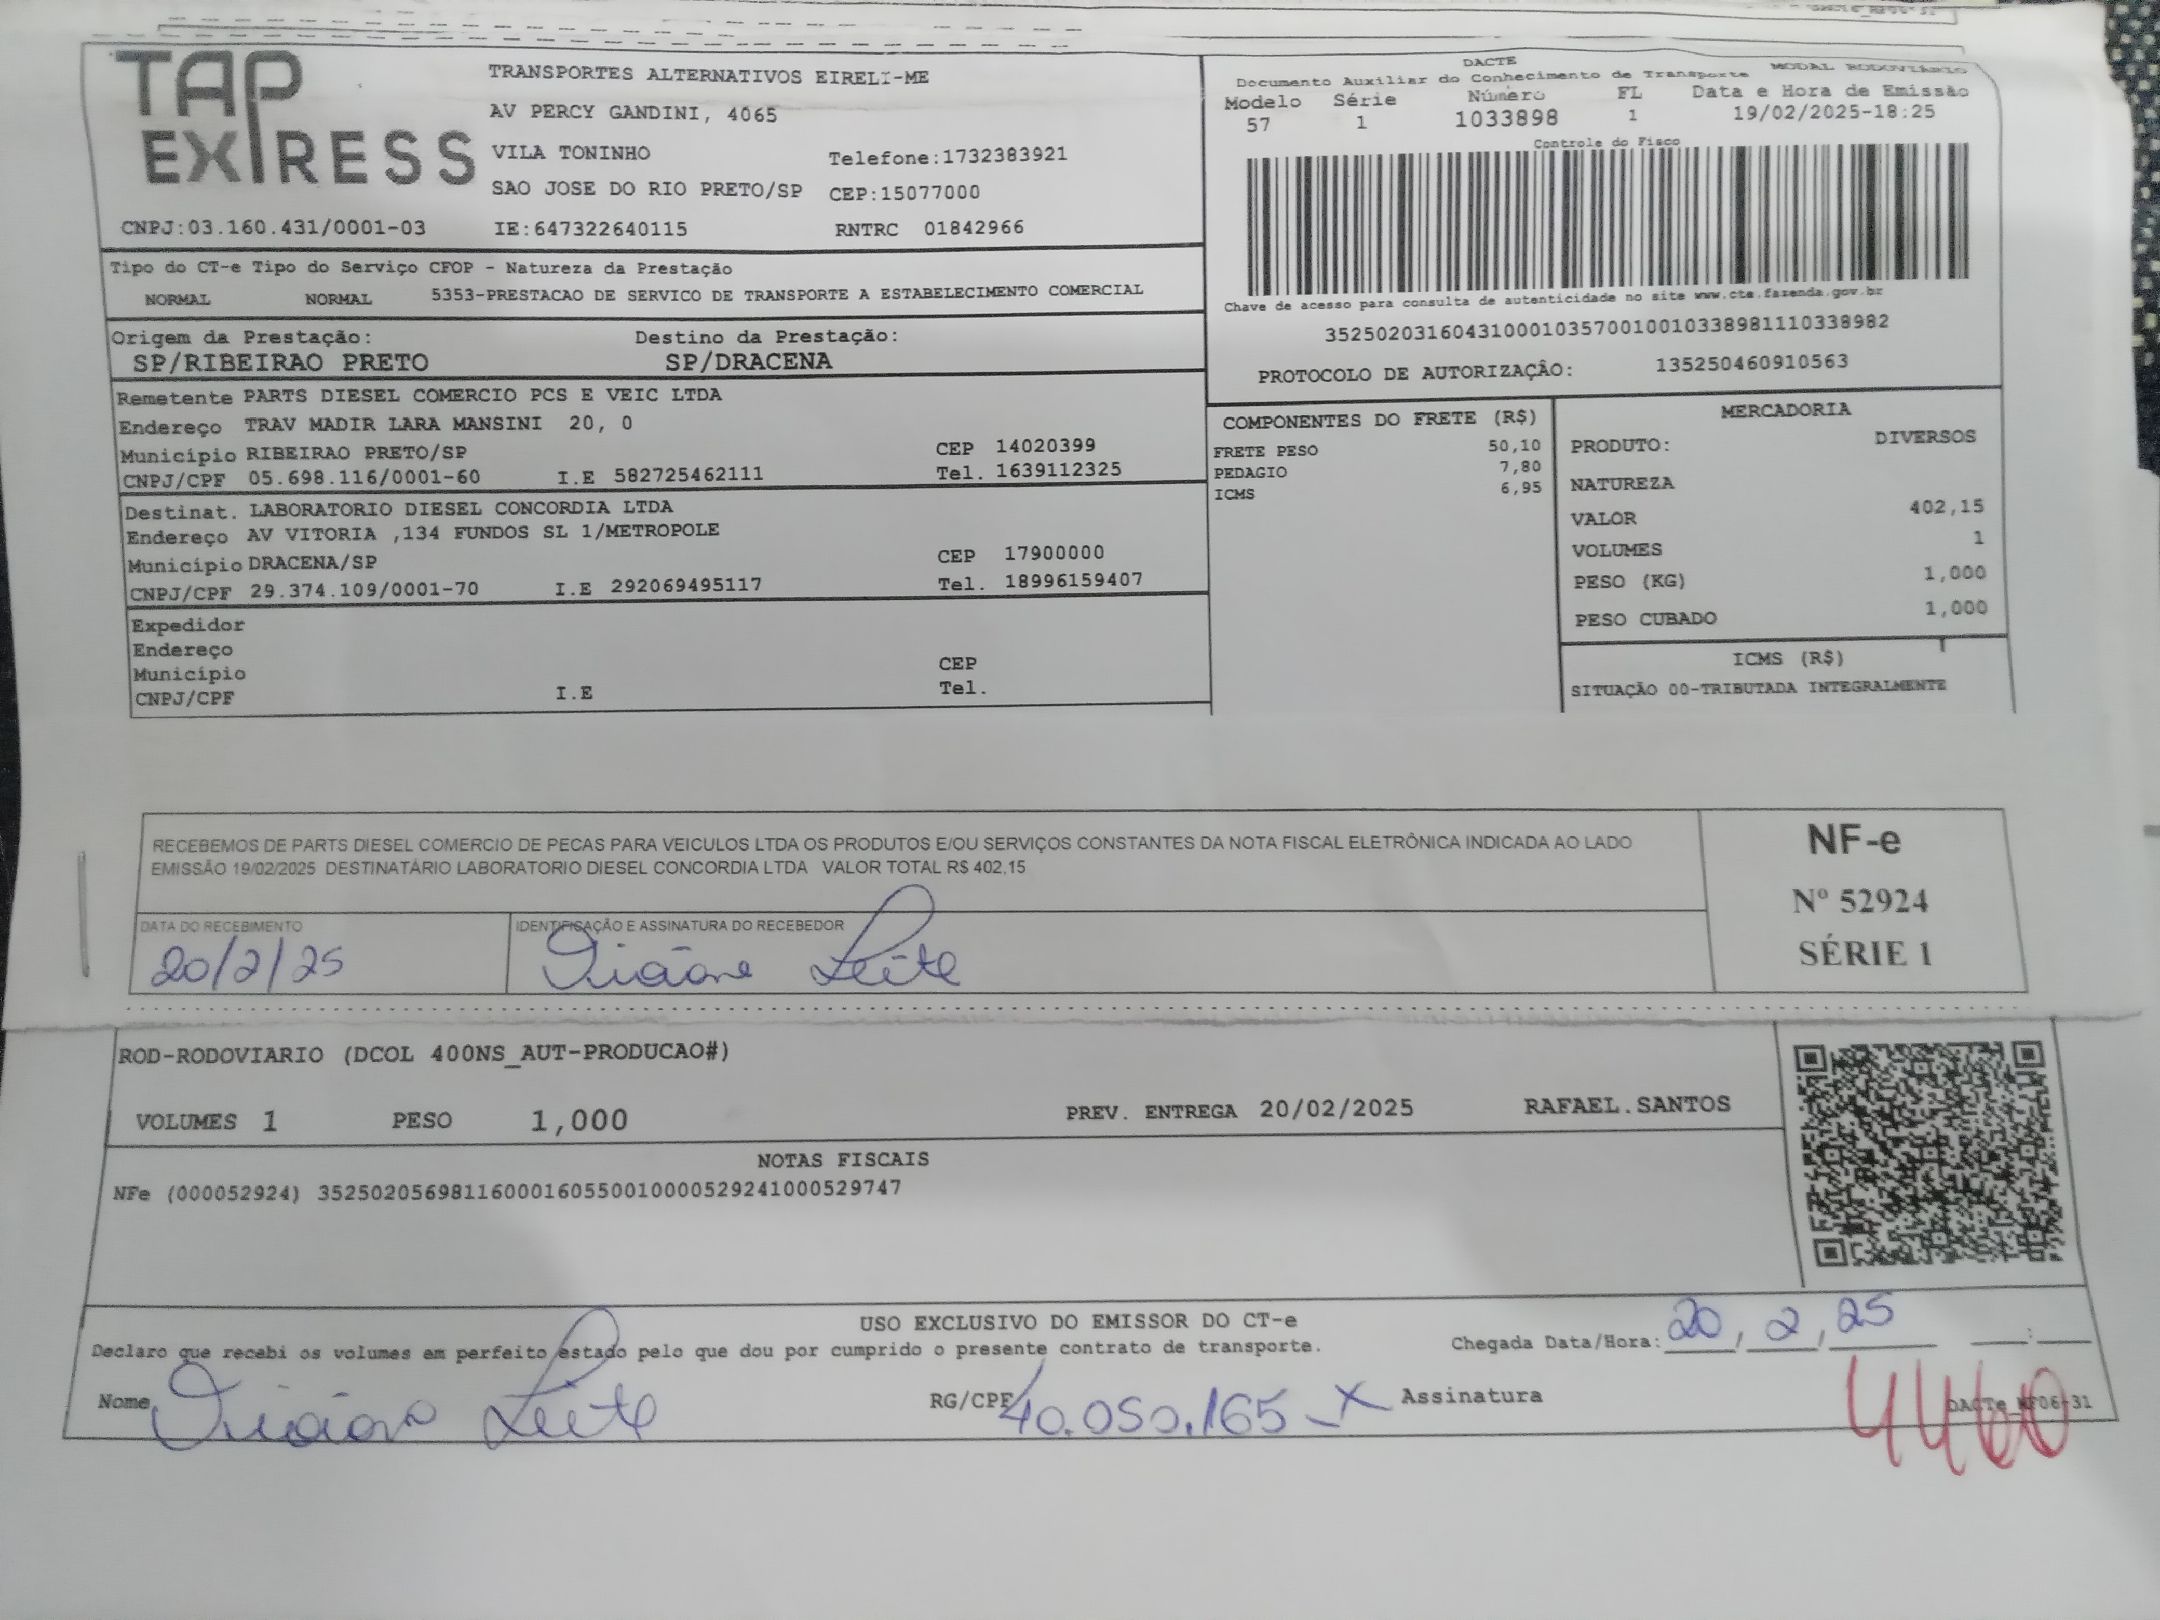 TAP EXPRESS
TRANSPORTES ALTERNATIVOS EIRELI-ME
AV PERCY GANDINI, 4065
VILA TONINHO Telefone:1732383921
SAO JOSE DO RIO PRETO/SP CEP:15077000
CNPJ:03.160.431/0001-03 IE:647322640115 RNTRC 01842966
DACTE MODAL RODOVIÁRIO
Documento Auxiliar do Conhecimento de Transporte
Modelo Série Número FL Data e Hora de Emissão
57 1 1033898 1 19/02/2025-18:25
Controle do Fisco
Chave de acesso para consulta de autenticidade no site www.cte.fazenda.gov.br
35250203160431000103570010010338981110338982
PROTOCOLO DE AUTORIZAÇÃO: 135250460910563
Tipo do CT-e Tipo do Serviço CFOP - Natureza da Prestação
NORMAL NORMAL 5353-PRESTACAO DE SERVICO DE TRANSPORTE A ESTABELECIMENTO COMERCIAL
Origem da Prestação: Destino da Prestação:
SP/RIBEIRAO PRETO SP/DRACENA
Remetente PARTS DIESEL COMERCIO PCS E VEIC LTDA
Endereço TRAV MADIR LARA MANSINI 20, 0
Município RIBEIRAO PRETO/SP CEP 14020399
CNPJ/CPF 05.698.116/0001-60 I.E 582725462111 Tel. 1639112325
Destinat. LABORATORIO DIESEL CONCORDIA LTDA
Endereço AV VITORIA ,134 FUNDOS SL 1/METROPOLE
Município DRACENA/SP CEP 17900000
CNPJ/CPF 29.374.109/0001-70 I.E 292069495117 Tel. 18996159407
Expedidor
Endereço
Município CEP
CNPJ/CPF I.E Tel.
COMPONENTES DO FRETE (R$)
FRETE PESO 50,10
PEDAGIO 7,80
ICMS 6,95
MERCADORIA
PRODUTO: DIVERSOS
NATUREZA
VALOR 402,15
VOLUMES 1
PESO (KG) 1,000
PESO CUBADO 1,000
ICMS (R$)
SITUAÇÃO 00-TRIBUTADA INTEGRALMENTE
RECEBEMOS DE PARTS DIESEL COMERCIO DE PECAS PARA VEICULOS LTDA OS PRODUTOS E/OU SERVIÇOS CONSTANTES DA NOTA FISCAL ELETRÔNICA INDICADA AO LADO
EMISSÃO 19/02/2025 DESTINATÁRIO LABORATORIO DIESEL CONCORDIA LTDA VALOR TOTAL R$ 402,15
DATA DO RECEBIMENTO IDENTIFICAÇÃO E ASSINATURA DO RECEBEDOR
20/2/25 Leite
NF-e
Nº 52924
SÉRIE 1
ROD-RODOVIARIO (DCOL 400NS_AUT-PRODUCAO#)
VOLUMES 1 PESO 1,000 PREV. ENTREGA 20/02/2025 RAFAEL.SANTOS
NOTAS FISCAIS
NFe (000052924) 35250205698116000160550010000529241000529747
USO EXCLUSIVO DO EMISSOR DO CT-e
Declaro que recebi os volumes em perfeito estado pelo que dou por cumprido o presente contrato de transporte. Chegada Data/Hora: 20, 2, 25 __:__
Nome Leite RG/CPF 40.050.165-X Assinatura
4460